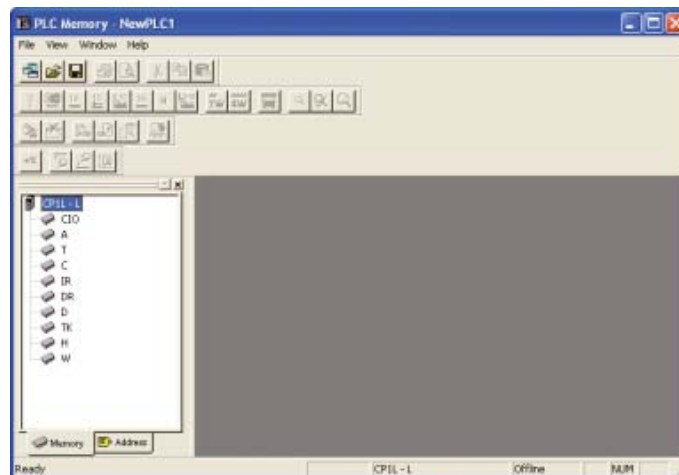 PLC Memory - NewPLC1
File View Window Help
CP1L - L
CIO
A
T
C
IR
DR
D
TK
H
W
Memory Address
Ready CP1L - L Offline NUM